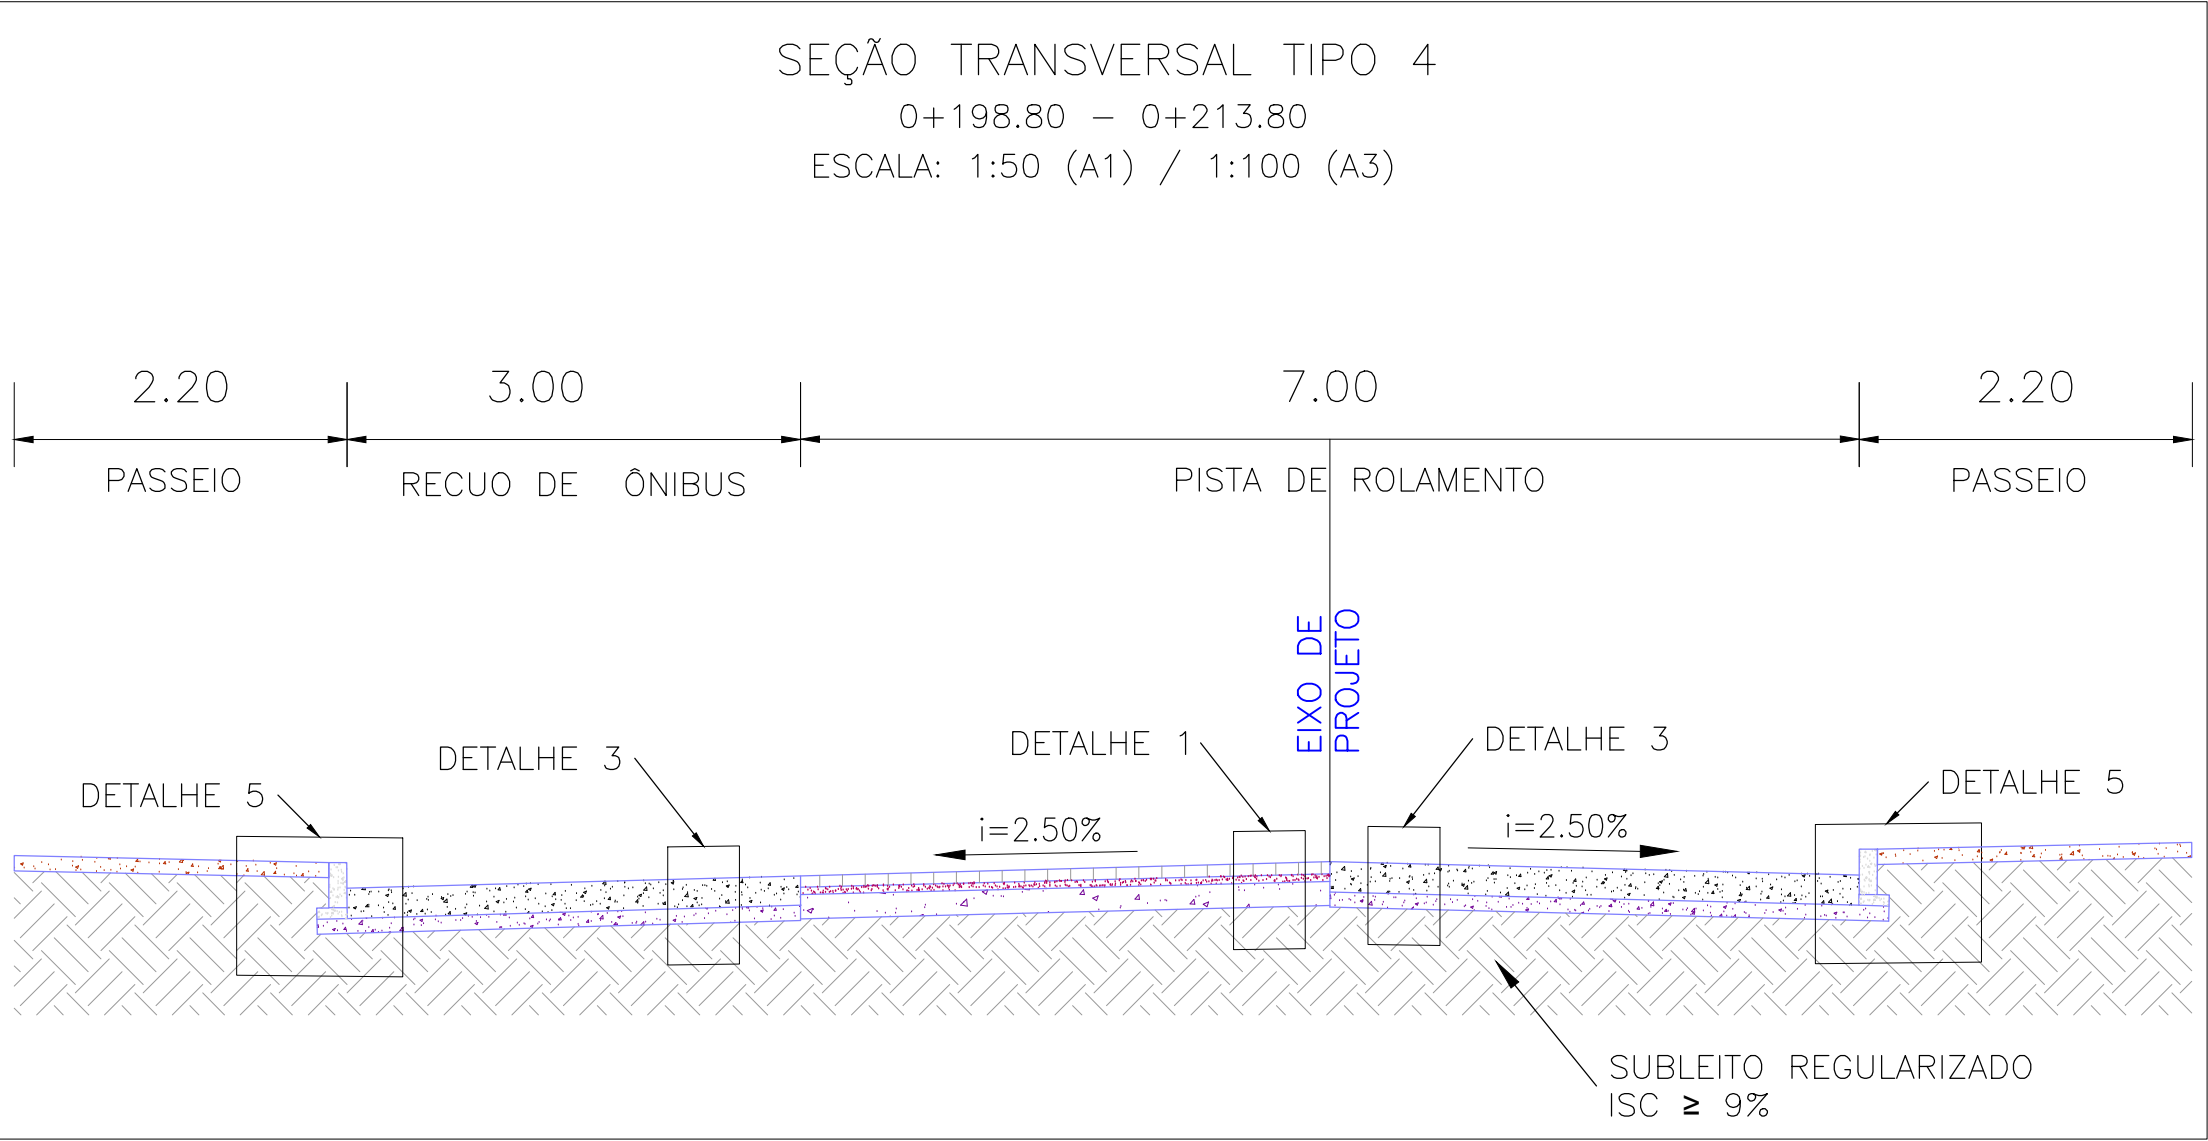 SEÇÃO TRANSVERSAL TIPO 4
0+198.80 - 0+213.80
ESCALA: 1:50 (A1) / 1:100 (A3)
2.20
3.00
7.00
2.20
PASSEIO
RECUO DE ÔNIBUS
PISTA DE ROLAMENTO
PASSEIO
EIXO DE
PROJETO
DETALHE 5
DETALHE 3
DETALHE 1
DETALHE 3
DETALHE 5
i=2.50%
i=2.50%
SUBLEITO REGULARIZADO
ISC ≥ 9%